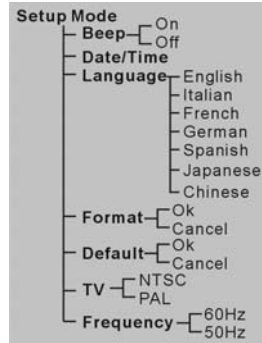 Setup Mode
Beep
On
Off
Date/Time
Language
English
Italian
French
German
Spanish
Japanese
Chinese
Format
Ok
Cancel
Default
Ok
Cancel
TV
NTSC
PAL
Frequency
60Hz
50Hz